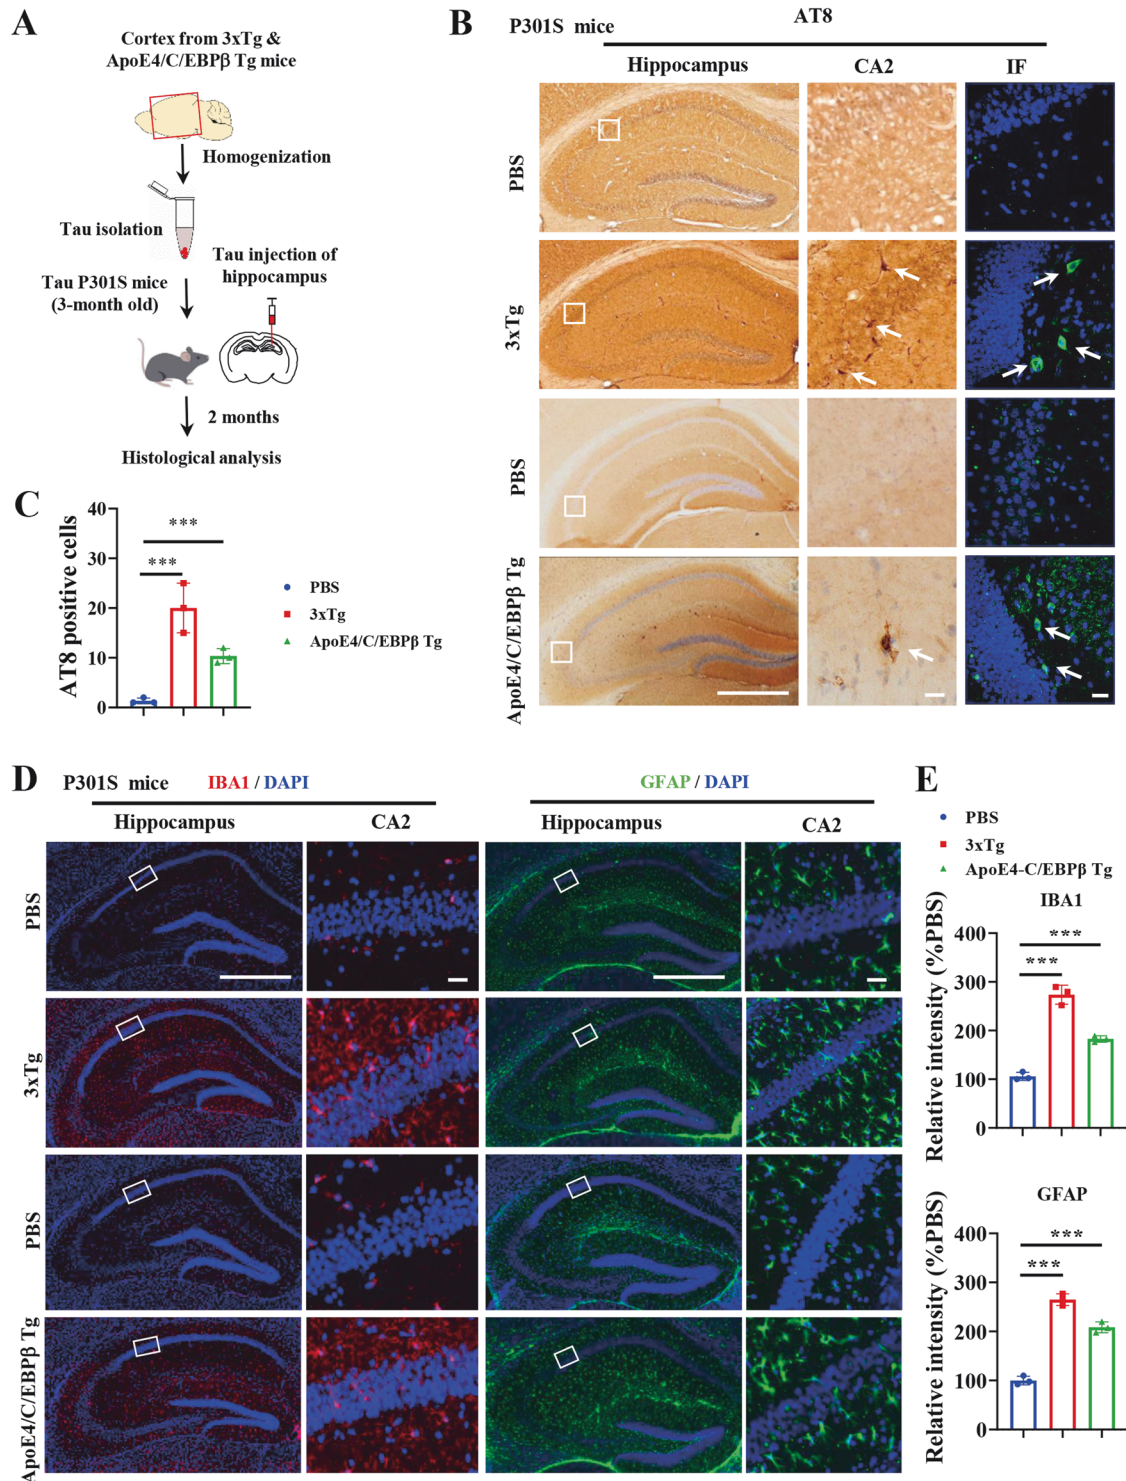 A
Cortex from 3xTg &
ApoE4/C/EBPβ Tg mice
Homogenization
Tau isolation
Tau injection of
hippocampus
Tau P301S mice
(3-month old)
2 months
Histological analysis
B
P301S mice
AT8
Hippocampus
CA2
IF
PBS
3xTg
PBS
ApoE4/C/EBPβ Tg
C
AT8 positive cells
40
30
20
10
0
***
***
PBS
3xTg
ApoE4/C/EBPβ Tg
D
P301S mice
IBA1 / DAPI
GFAP / DAPI
Hippocampus
CA2
Hippocampus
CA2
PBS
3xTg
PBS
ApoE4/C/EBPβ Tg
E
PBS
3xTg
ApoE4-C/EBPβ Tg
IBA1
Relative intensity (%PBS)
400
300
200
100
0
***
***
GFAP
Relative intensity (%PBS)
400
300
200
100
0
***
***